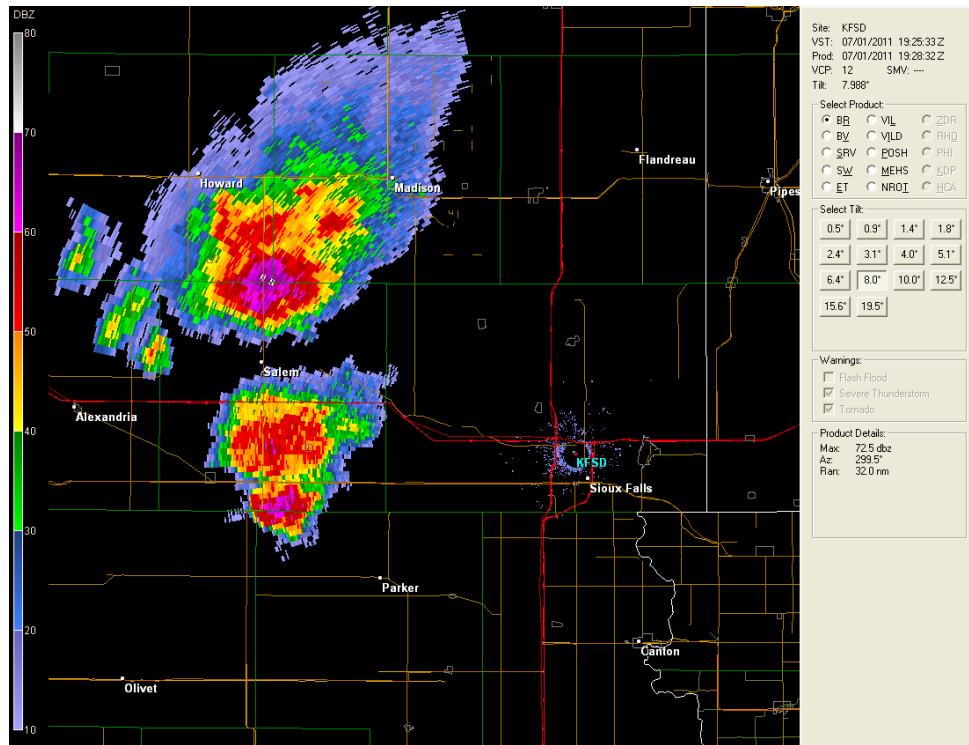 DBZ
80
70
60
50
40
30
20
10
Howard
Madison
Flandreau
Pipes
Salem
Alexandria
KFSD
Sioux Falls
Parker
Canton
Olivet
Site: KFSD
VST: 07/01/2011 19:25:33 Z
Prod: 07/01/2011 19:28:32 Z
VCP: 12 SMV: ----
Tilt: 7.988°
Select Product:
BR VIL ZDR
BV VILD RHO
SRV POSH PHI
SW MEHS KDP
ET NROT HCA
Select Tilt:
0.5° 0.9° 1.4° 1.8°
2.4° 3.1° 4.0° 5.1°
6.4° 8.0° 10.0° 12.5°
15.6° 19.5°
Warnings:
Flash Flood
Severe Thunderstorm
Tornado
Product Details:
Max: 72.5 dbz
Az: 299.5°
Ran: 32.0 nm